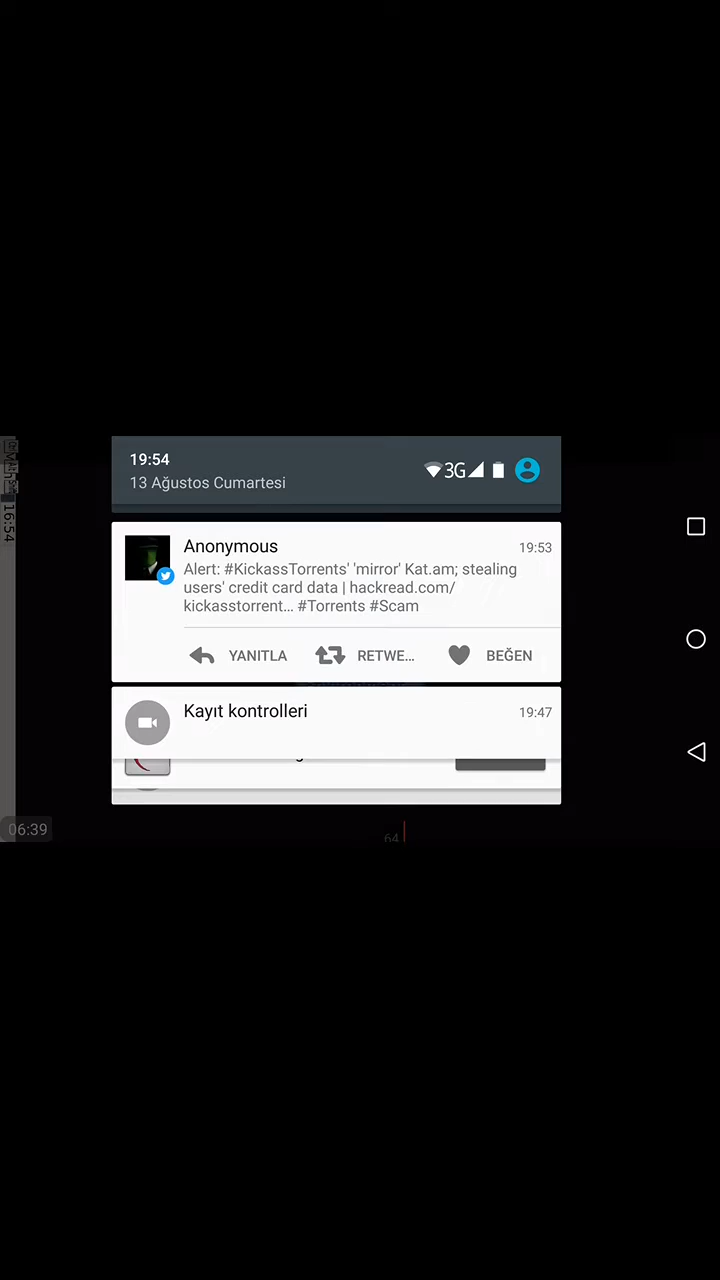 19:54
3G
13 Ağustos Cumartesi
Anonymous
19:53
Alert: #KickassTorrents' 'mirror' Kat.am; stealing
users' credit card data | hackread.com/
kickasstorrent… #Torrents #Scam
YANITLA
RETWE…
BEĞEN
Kayıt kontrolleri
19:47
16:54
06:39
64